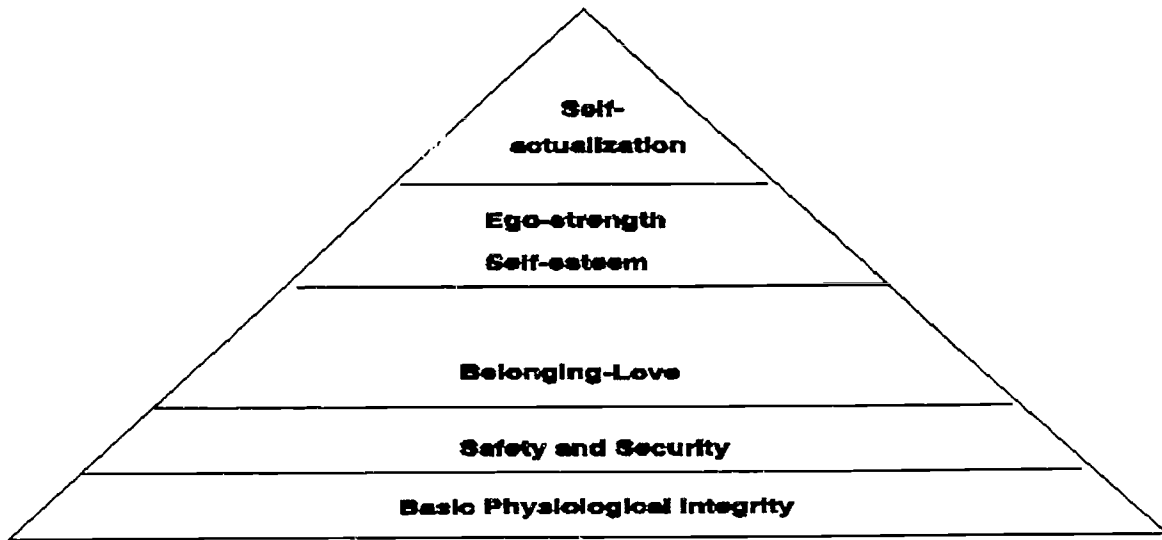 Self-
actualization
Ego-strength
Self-esteem
Belonging-Love
Safety and Security
Basic Physiological Integrity